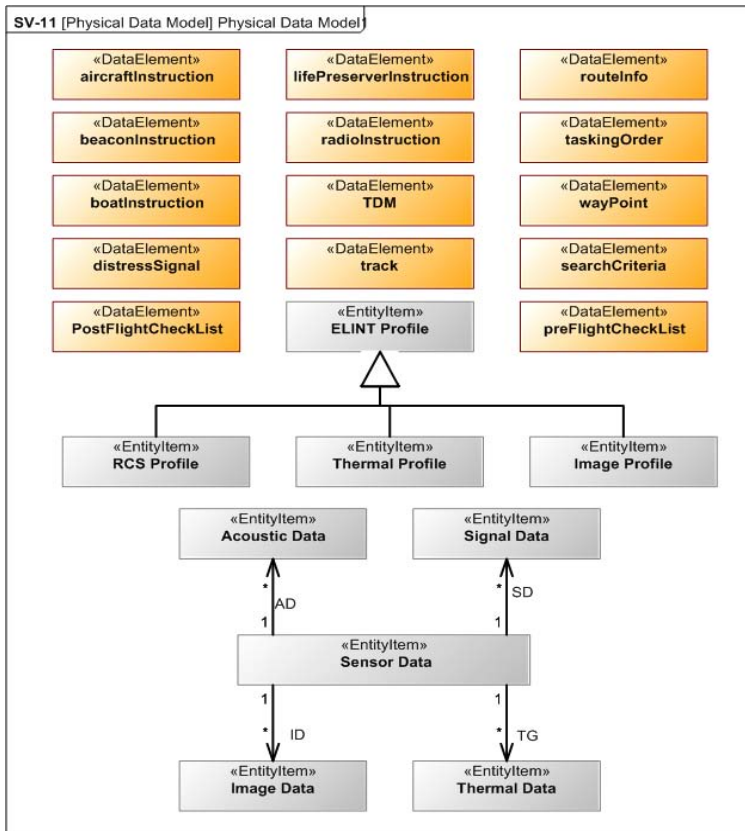 SV-11 [Physical Data Model] Physical Data Model1
«DataElement»
aircraftInstruction
«DataElement»
lifePreserverInstruction
«DataElement»
routeInfo
«DataElement»
beaconInstruction
«DataElement»
radioInstruction
«DataElement»
taskingOrder
«DataElement»
boatInstruction
«DataElement»
TDM
«DataElement»
wayPoint
«DataElement»
distressSignal
«DataElement»
track
«DataElement»
searchCriteria
«DataElement»
PostFlightCheckList
«EntityItem»
ELINT Profile
«DataElement»
preFlightCheckList
«EntityItem»
RCS Profile
«EntityItem»
Thermal Profile
«EntityItem»
Image Profile
«EntityItem»
Acoustic Data
«EntityItem»
Signal Data
*
AD
1
*
SD
1
«EntityItem»
Sensor Data
1
*
ID
1
*
TG
«EntityItem»
Image Data
«EntityItem»
Thermal Data